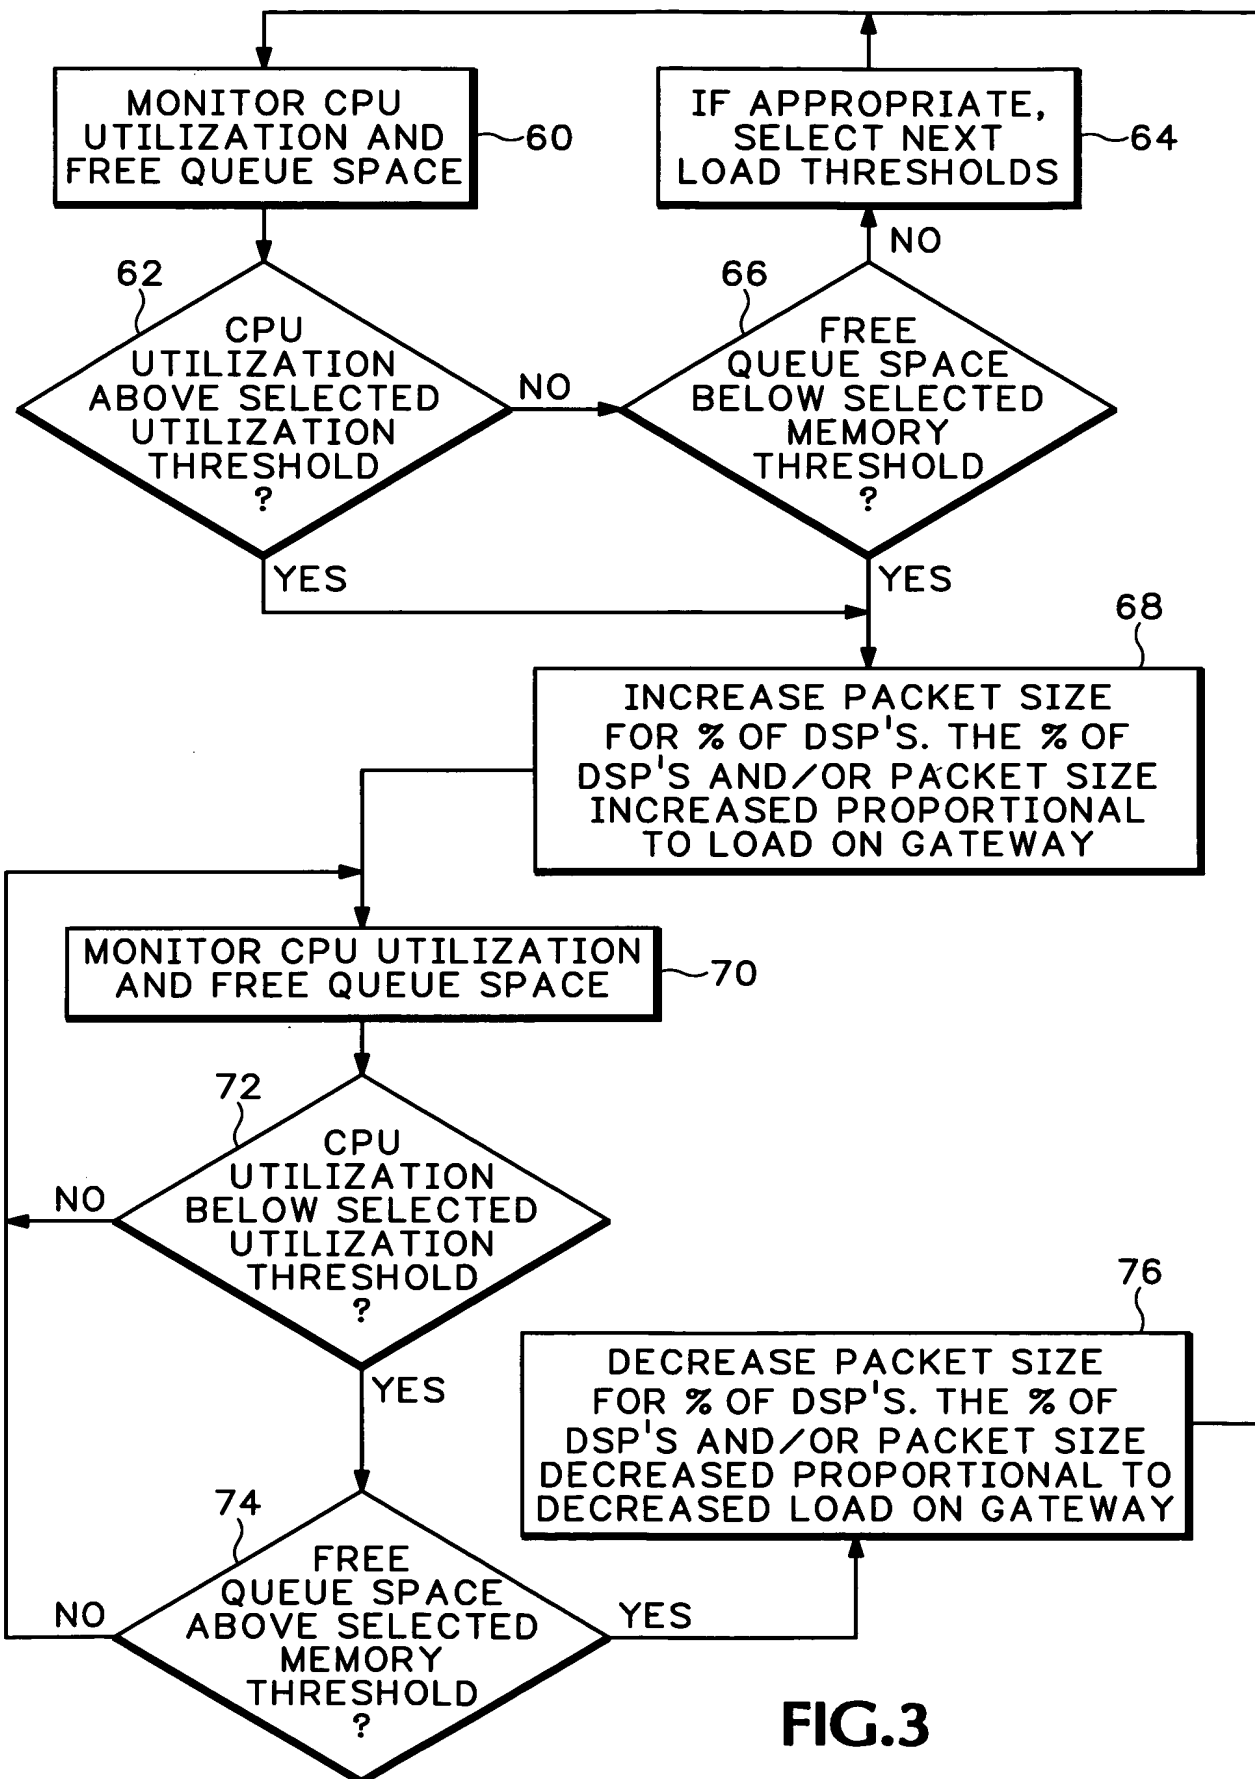 MONITOR CPU
UTILIZATION AND
FREE QUEUE SPACE
60
IF APPROPRIATE,
SELECT NEXT
LOAD THRESHOLDS
64
NO
62
CPU
UTILIZATION
ABOVE SELECTED
UTILIZATION
THRESHOLD
?
NO
66
FREE
QUEUE SPACE
BELOW SELECTED
MEMORY
THRESHOLD
?
YES
YES
68
INCREASE PACKET SIZE
FOR % OF DSP'S. THE % OF
DSP'S AND/OR PACKET SIZE
INCREASED PROPORTIONAL
TO LOAD ON GATEWAY
MONITOR CPU UTILIZATION
AND FREE QUEUE SPACE
70
72
CPU
UTILIZATION
BELOW SELECTED
UTILIZATION
THRESHOLD
?
NO
YES
76
DECREASE PACKET SIZE
FOR % OF DSP'S. THE % OF
DSP'S AND/OR PACKET SIZE
DECREASED PROPORTIONAL TO
DECREASED LOAD ON GATEWAY
74
FREE
QUEUE SPACE
ABOVE SELECTED
MEMORY
THRESHOLD
?
NO
YES
FIG.3